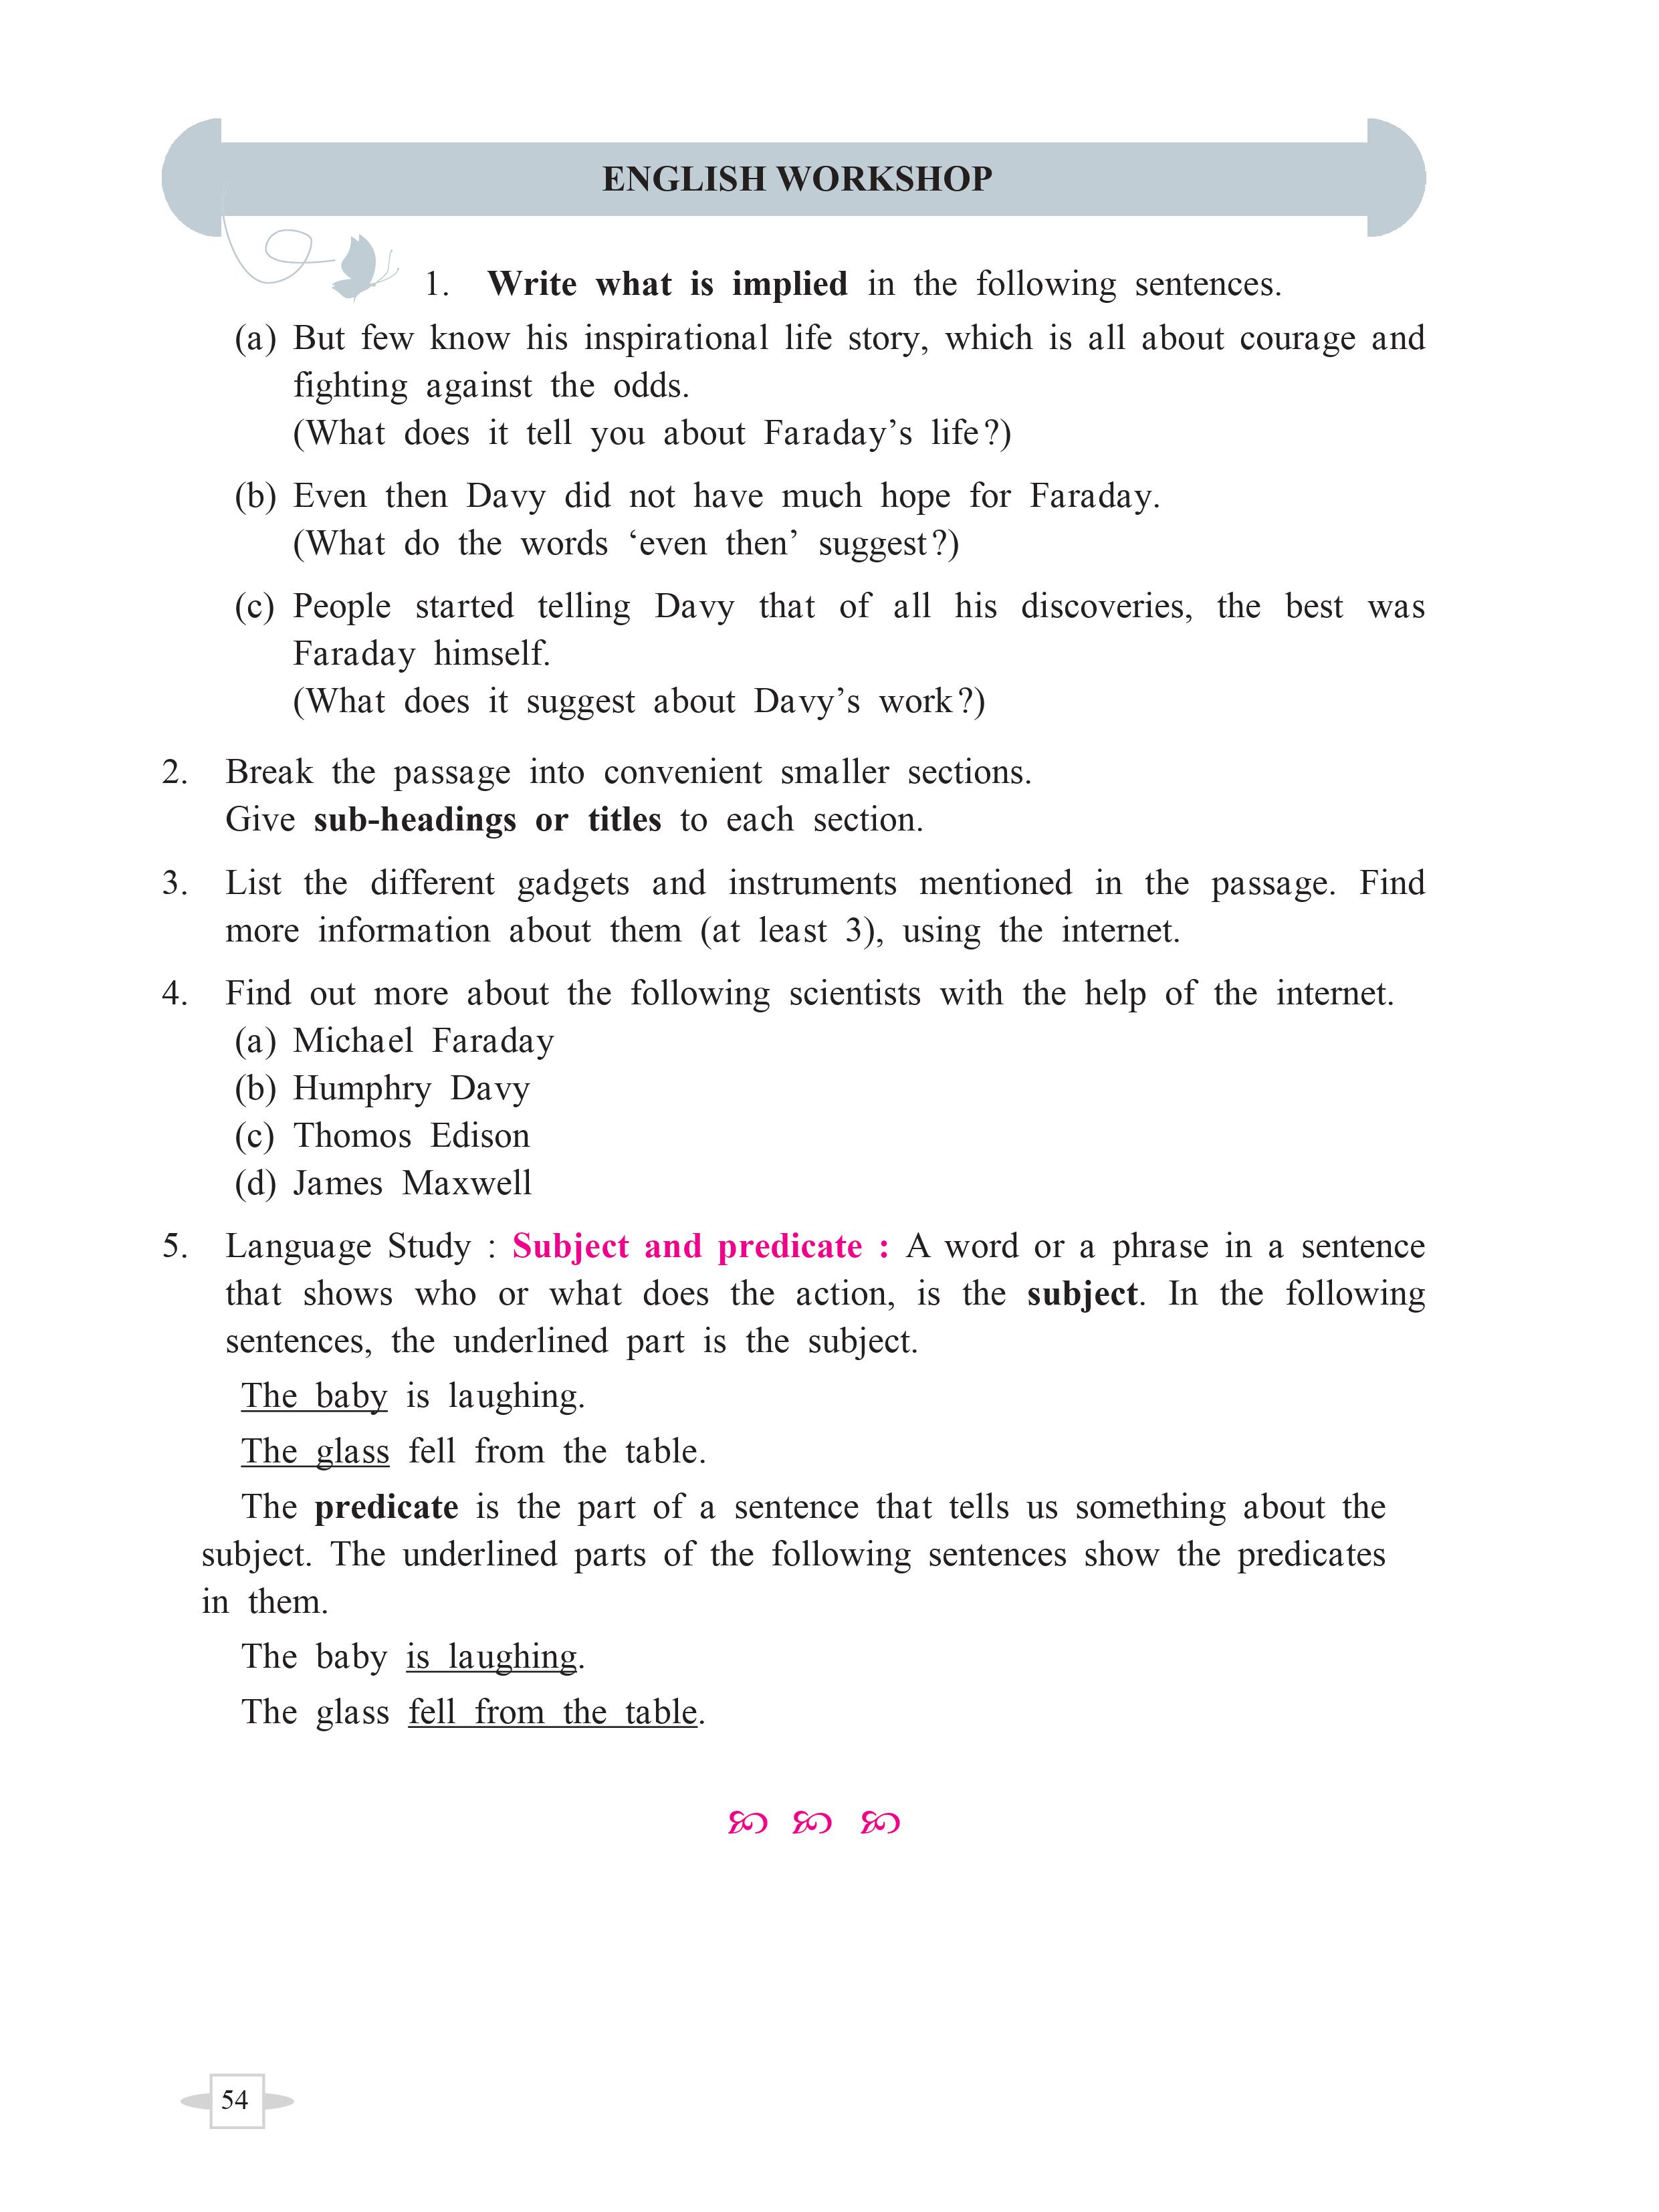 ENGLISH WORKSHOP
1. Write what is implied in the following sentences.
(a) But few know his inspirational life story, which is all about courage and
fighting against the odds.
(What does it tell you about Faraday’s life?)
(b) Even then Davy did not have much hope for Faraday.
(What do the words ‘even then’ suggest?)
(c) People started telling Davy that of all his discoveries, the best was
Faraday himself.
(What does it suggest about Davy’s work?)
2. Break the passage into convenient smaller sections.
Give sub-headings or titles to each section.
3. List the different gadgets and instruments mentioned in the passage. Find
more information about them (at least 3), using the internet.
4. Find out more about the following scientists with the help of the internet.
(a) Michael Faraday
(b) Humphry Davy
(c) Thomos Edison
(d) James Maxwell
5. Language Study : Subject and predicate : A word or a phrase in a sentence
that shows who or what does the action, is the subject. In the following
sentences, the underlined part is the subject.
The baby is laughing.
The glass fell from the table.
The predicate is the part of a sentence that tells us something about the
subject. The underlined parts of the following sentences show the predicates
in them.
The baby is laughing.
The glass fell from the table.
54